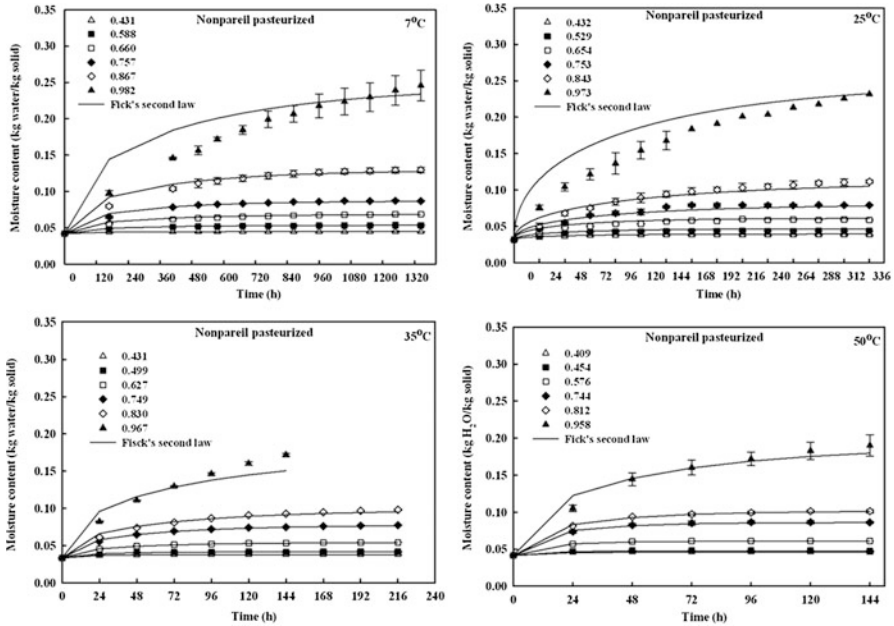 Nonpareil pasteurized
7°C
0.35
0.30
0.25
0.20
0.15
0.10
0.05
0.00
Moisture content (kg water/kg solid)
0.431
0.588
0.660
0.757
0.867
0.982
Fick's second law
0 120 400 480 560 640 720 840 960 1080 1200 1320
Time (h)
Nonpareil pasteurized
25°C
0.35
0.30
0.25
0.20
0.15
0.10
0.05
0.00
Moisture content (kg water/kg solid)
0.432
0.529
0.654
0.753
0.843
0.973
Fick's second law
0 24 48 72 96 120 144 168 192 216 240 264 288 312 336
Time (h)
Nonpareil pasteurized
35°C
0.35
0.30
0.25
0.20
0.15
0.10
0.05
0.00
Moisture content (kg water/kg solid)
0.431
0.499
0.627
0.749
0.830
0.967
Fisck's second law
0 24 48 72 96 120 144 168 192 216 240
Time (h)
Nonpareil pasteurized
50°C
0.35
0.30
0.25
0.20
0.15
0.10
0.05
0.00
Moisture content (kg H₂O/kg solid)
0.409
0.454
0.576
0.744
0.812
0.958
Fick's second law
0 24 48 72 96 120 144
Time (h)